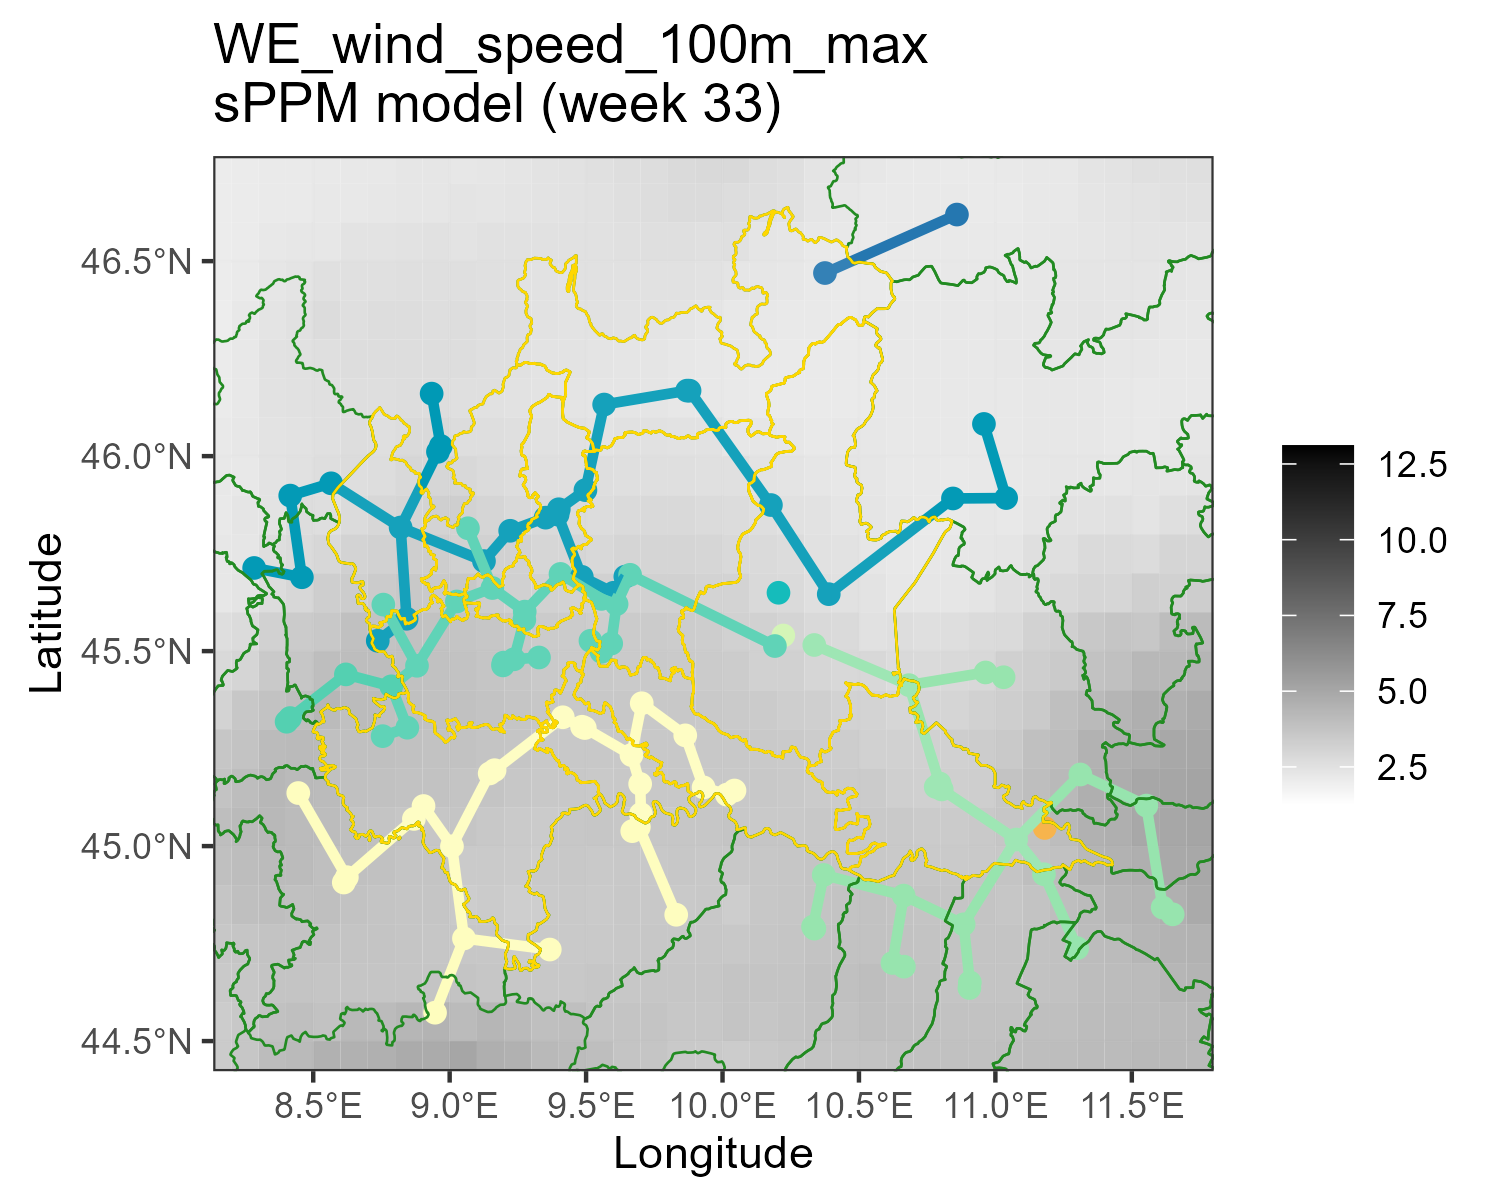 WE_wind_speed_100m_max
sPPM model (week 33)
46.5°N
46.0°N
45.5°N
45.0°N
44.5°N
Latitude
8.5°E
9.0°E
9.5°E
10.0°E
10.5°E
11.0°E
11.5°E
Longitude
12.5
10.0
7.5
5.0
2.5